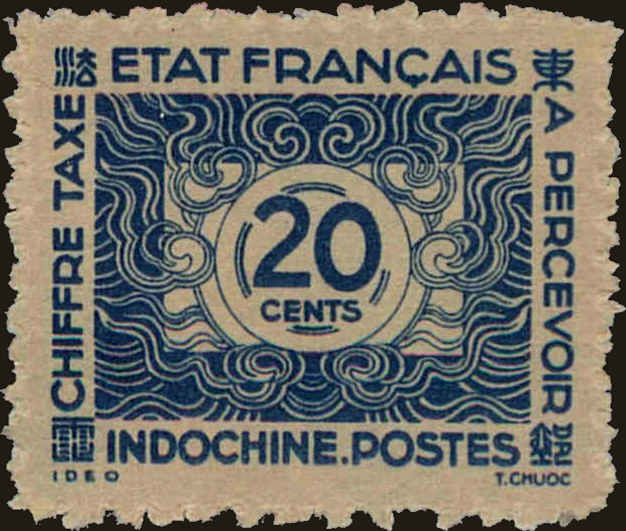 ETAT FRANÇAIS
CHIFFRE TAXE
A PERCEVOIR
20
CENTS
INDOCHINE.POSTES
IDEO
T.CHUOC